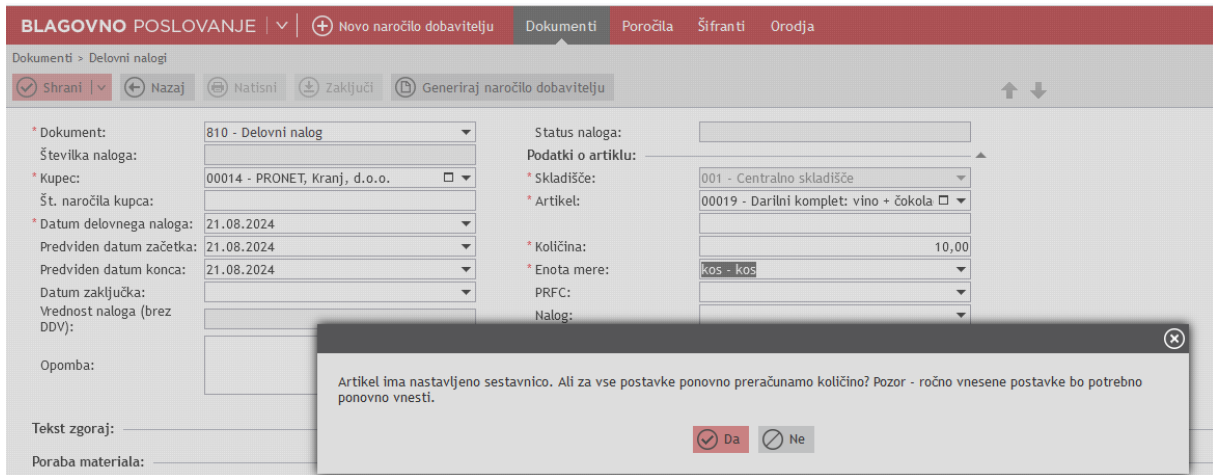 BLAGOVNO POSLOVANJE Novo naročilo dobavitelju Dokumenti Poročila Šifranti Orodja
Dokumenti > Delovni nalogi
Shrani Nazaj Natisni Zaključi Generiraj naročilo dobavitelju
* Dokument: 810 - Delovni nalog Status naloga:
Številka naloga: Podatki o artiklu:
* Kupec: 00014 - PRONET, Kranj, d.o.o. * Skladišče: 001 - Centralno skladišče
Št. naročila kupca: * Artikel: 00019 - Darilni komplet: vino + čokola
* Datum delovnega naloga: 21.08.2024
Predviden datum začetka: 21.08.2024 * Količina: 10,00
Predviden datum konca: 21.08.2024 * Enota mere: kos - kos
Datum zaključka: PRFC:
Vrednost naloga (brez DDV): Nalog:
Opomba:
Artikel ima nastavljeno sestavnico. Ali za vse postavke ponovno preračunamo količino? Pozor - ročno vnesene postavke bo potrebno
ponovno vnesti.
Da Ne
Tekst zgoraj:
Poraba materiala: